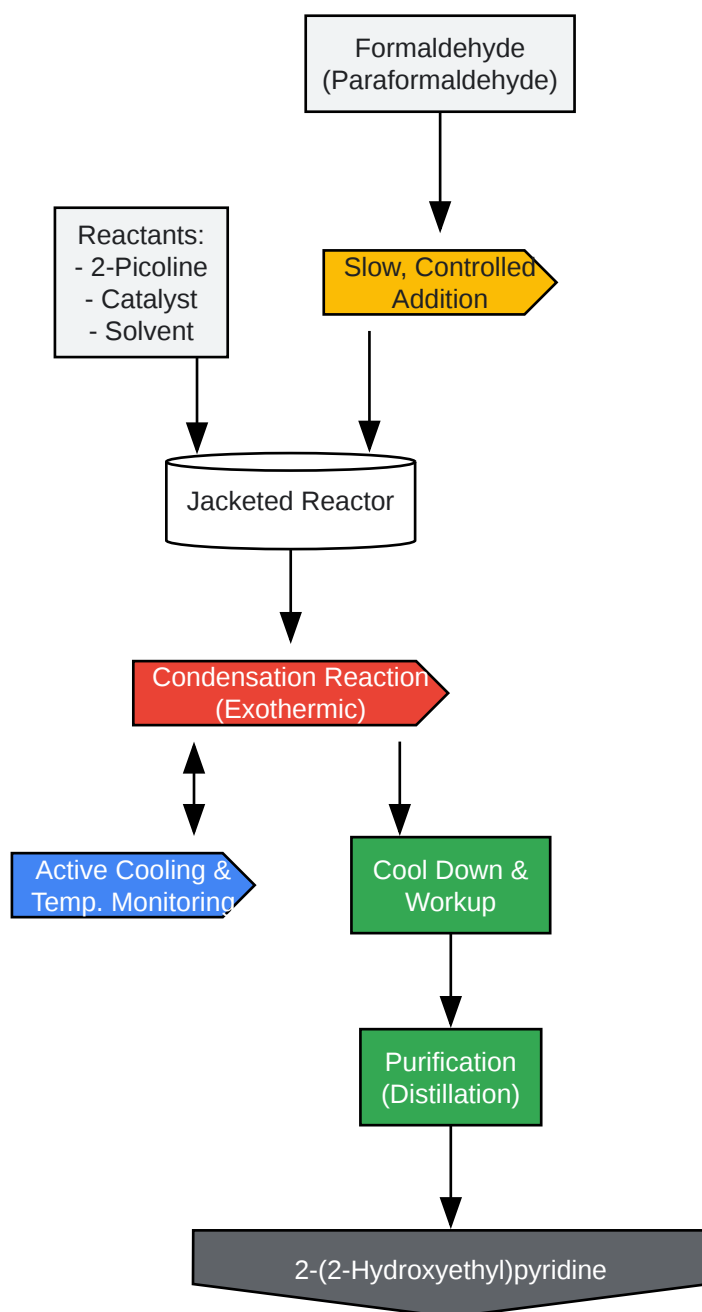 Formaldehyde
(Paraformaldehyde)
Reactants:
- 2-Picoline
- Catalyst
- Solvent
Slow, Controlled
Addition
Jacketed Reactor
Condensation Reaction
(Exothermic)
Active Cooling &
Temp. Monitoring
Cool Down &
Workup
Purification
(Distillation)
2-(2-Hydroxyethyl)pyridine